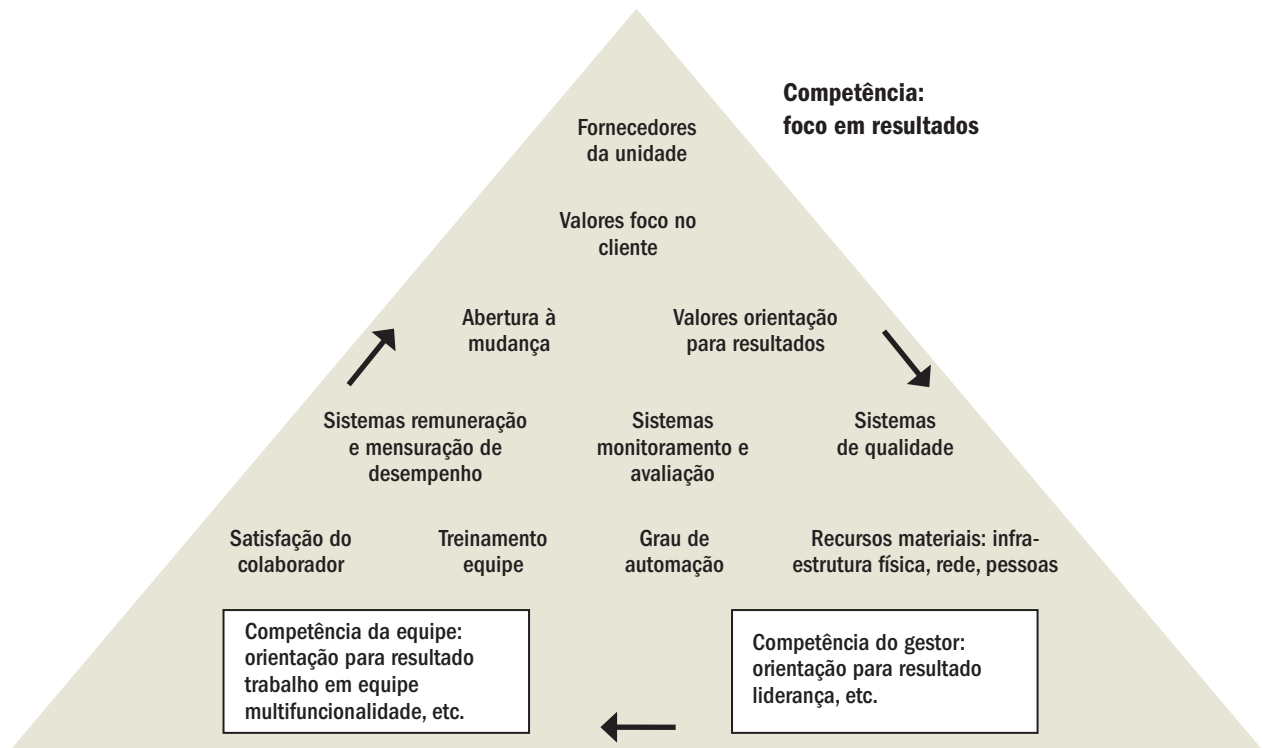 Competência:
foco em resultados
Fornecedores
da unidade
Valores foco no
cliente
Abertura à
mudança
Valores orientação
para resultados
Sistemas remuneração
e mensuração de
desempenho
Sistemas
monitoramento e
avaliação
Sistemas
de qualidade
Satisfação do
colaborador
Treinamento
equipe
Grau de
automação
Recursos materiais: infra-
estrutura física, rede, pessoas
Competência da equipe:
orientação para resultado
trabalho em equipe
multifuncionalidade, etc.
Competência do gestor:
orientação para resultado
liderança, etc.